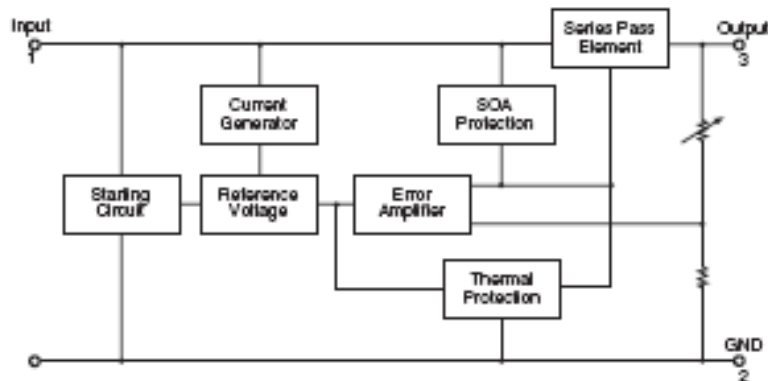 Input
1
Series Pass
Element
Output
3
Current
Generator
SOA
Protection
Starting
Circuit
Reference
Voltage
Error
Amplifier
Thermal
Protection
GND
2